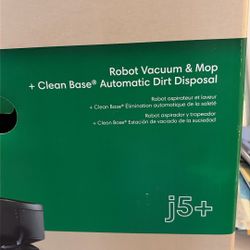 Robot Vacuum & Mop
+ Clean Base® Automatic Dirt Disposal
Robot aspirateur et laveur
+ Clean Base® Élimination automatique de la saleté
Robot aspirador y trapeador
+ Clean Base® Estación de vaciado de la suciedad
j5+